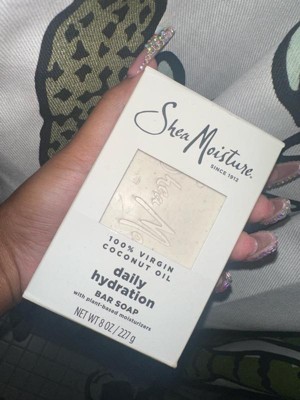 SheaMoisture
SINCE 1912
100% VIRGIN
COCONUT OIL
daily
hydration
BAR SOAP
with plant-based moisturizers
NET WT 8 OZ / 227 g